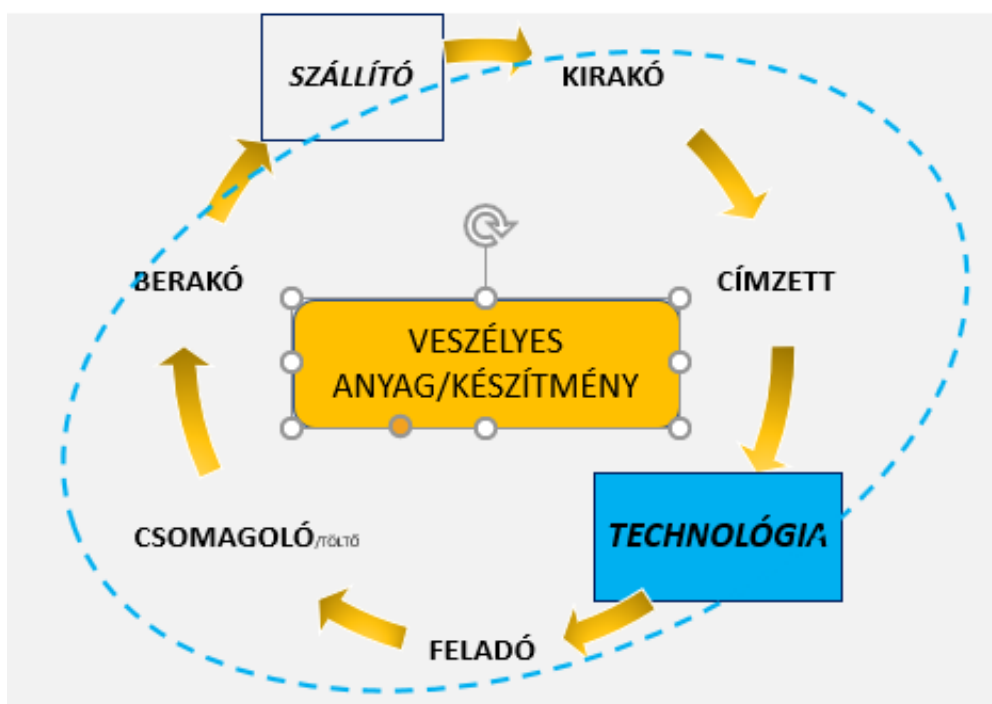 SZÁLLÍTÓ
KIRAKÓ
BERAKÓ
CÍMZETT
VESZÉLYES
ANYAG/KÉSZÍTMÉNY
CSOMAGOLÓ/TÖLTŐ
TECHNOLÓGIA
FELADÓ